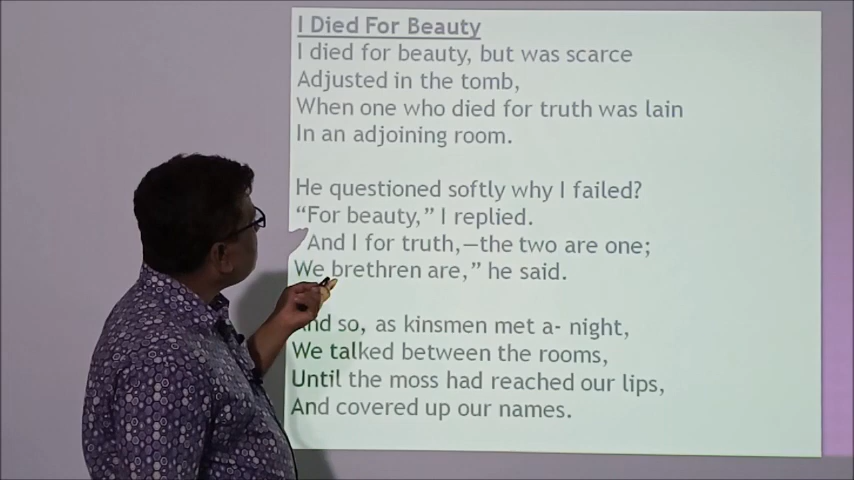 I Died For Beauty
I died for beauty, but was scarce
Adjusted in the tomb,
When one who died for truth was lain
In an adjoining room.
He questioned softly why I failed?
“For beauty,” I replied.
And I for truth,—the two are one;
We brethren are,” he said.
And so, as kinsmen met a- night,
We talked between the rooms,
Until the moss had reached our lips,
And covered up our names.